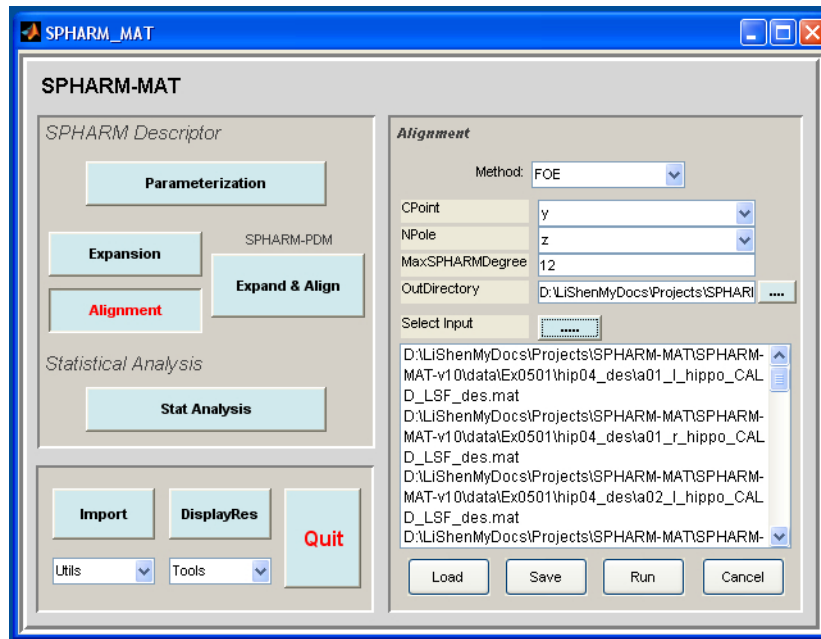 SPHARM_MAT
SPHARM-MAT
SPHARM Descriptor
Parameterization
Expansion
SPHARM-PDM
Expand & Align
Alignment
Statistical Analysis
Stat Analysis
Import
DisplayRes
Quit
Utils
Tools
Alignment
Method: FOE
CPoint y
NPole z
MaxSPHARMDegree 12
OutDirectory D:\LiShenMyDocs\Projects\SPHARI ....
Select Input .....
D:\LiShenMyDocs\Projects\SPHARM-MAT\SPHARM-
MAT-v10\data\Ex0501\hip04_des\a01_l_hippo_CAL
D_LSF_des.mat
D:\LiShenMyDocs\Projects\SPHARM-MAT\SPHARM-
MAT-v10\data\Ex0501\hip04_des\a01_r_hippo_CAL
D_LSF_des.mat
D:\LiShenMyDocs\Projects\SPHARM-MAT\SPHARM-
MAT-v10\data\Ex0501\hip04_des\a02_l_hippo_CAL
D_LSF_des.mat
D:\LiShenMyDocs\Projects\SPHARM-MAT\SPHARM-
Load Save Run Cancel